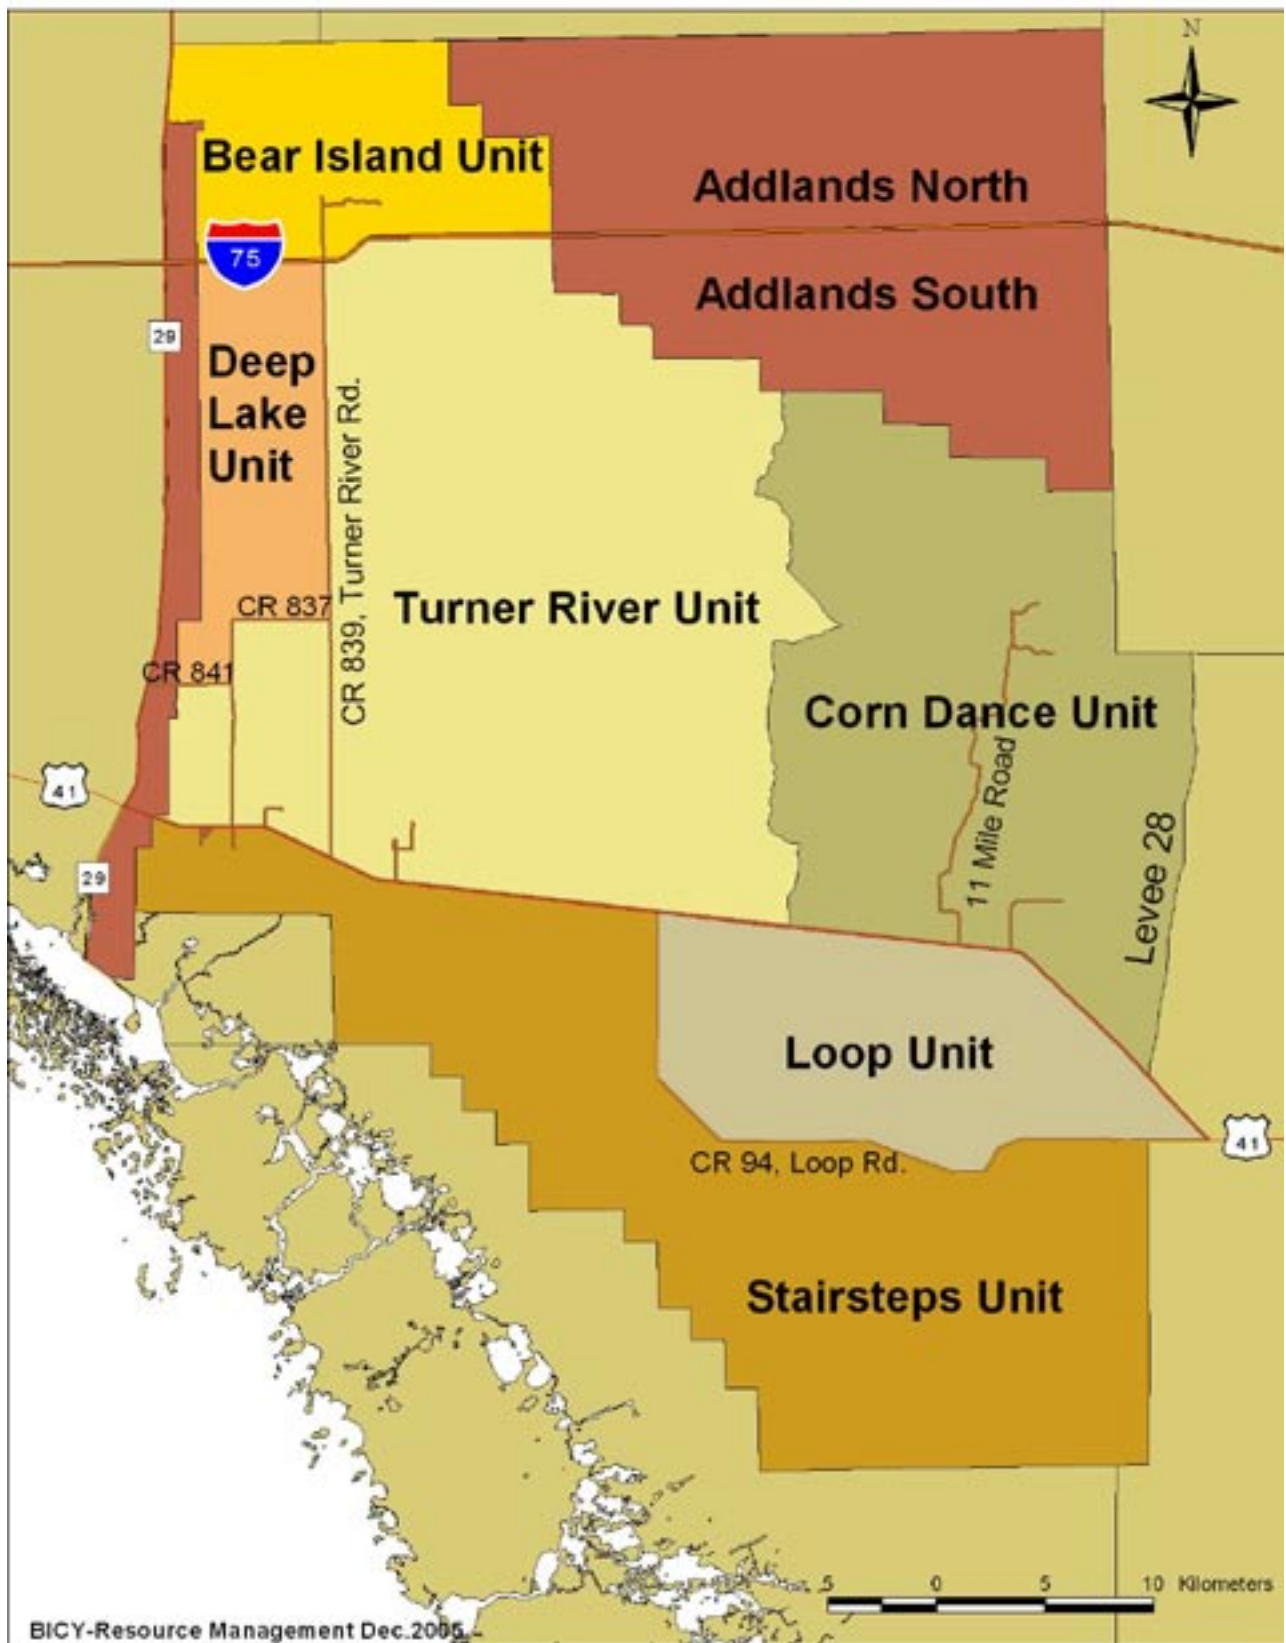 N
Bear Island Unit
Addlands North
75
Addlands South
29
Deep
Lake
Unit
CR 839, Turner River Rd.
CR 837
Turner River Unit
CR 841
Corn Dance Unit
41
11 Mile Road
Levee 28
29
Loop Unit
41
CR 94, Loop Rd.
Stairsteps Unit
5 0 5 10 Kilometers
BICY-Resource Management Dec.2005